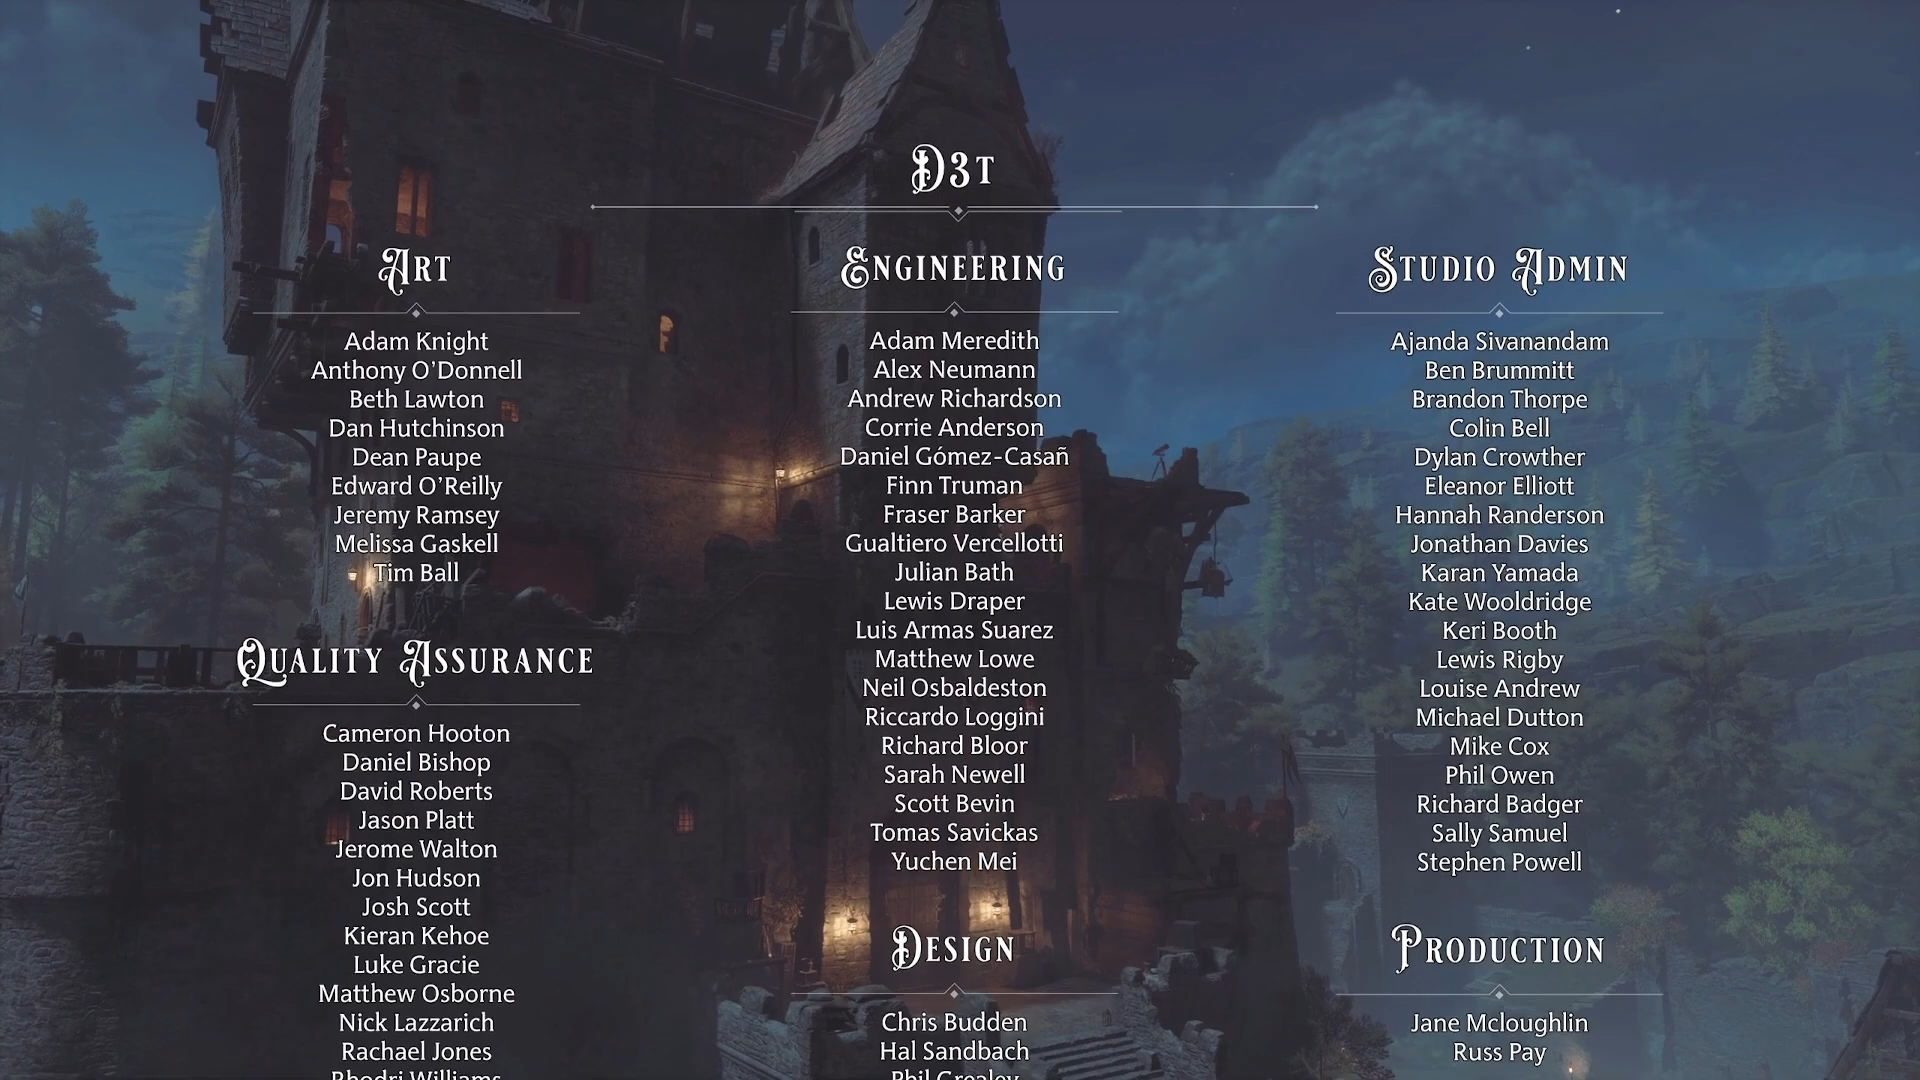 D3t
Art
Adam Knight
Anthony O’Donnell
Beth Lawton
Dan Hutchinson
Dean Paupe
Edward O’Reilly
Jeremy Ramsey
Melissa Gaskell
Tim Ball
Quality Assurance
Cameron Hooton
Daniel Bishop
David Roberts
Jason Platt
Jerome Walton
Jon Hudson
Josh Scott
Kieran Kehoe
Luke Gracie
Matthew Osborne
Nick Lazzarich
Rachael Jones
Rhodri Williams
Engineering
Adam Meredith
Alex Neumann
Andrew Richardson
Corrie Anderson
Daniel Gómez-Casañ
Finn Truman
Fraser Barker
Gualtiero Vercellotti
Julian Bath
Lewis Draper
Luis Armas Suarez
Matthew Lowe
Neil Osbaldeston
Riccardo Loggini
Richard Bloor
Sarah Newell
Scott Bevin
Tomas Savickas
Yuchen Mei
Design
Chris Budden
Hal Sandbach
Phil Grealey
Studio Admin
Ajanda Sivanandam
Ben Brummitt
Brandon Thorpe
Colin Bell
Dylan Crowther
Eleanor Elliott
Hannah Randerson
Jonathan Davies
Karan Yamada
Kate Wooldridge
Keri Booth
Lewis Rigby
Louise Andrew
Michael Dutton
Mike Cox
Phil Owen
Richard Badger
Sally Samuel
Stephen Powell
Production
Jane Mcloughlin
Russ Pay